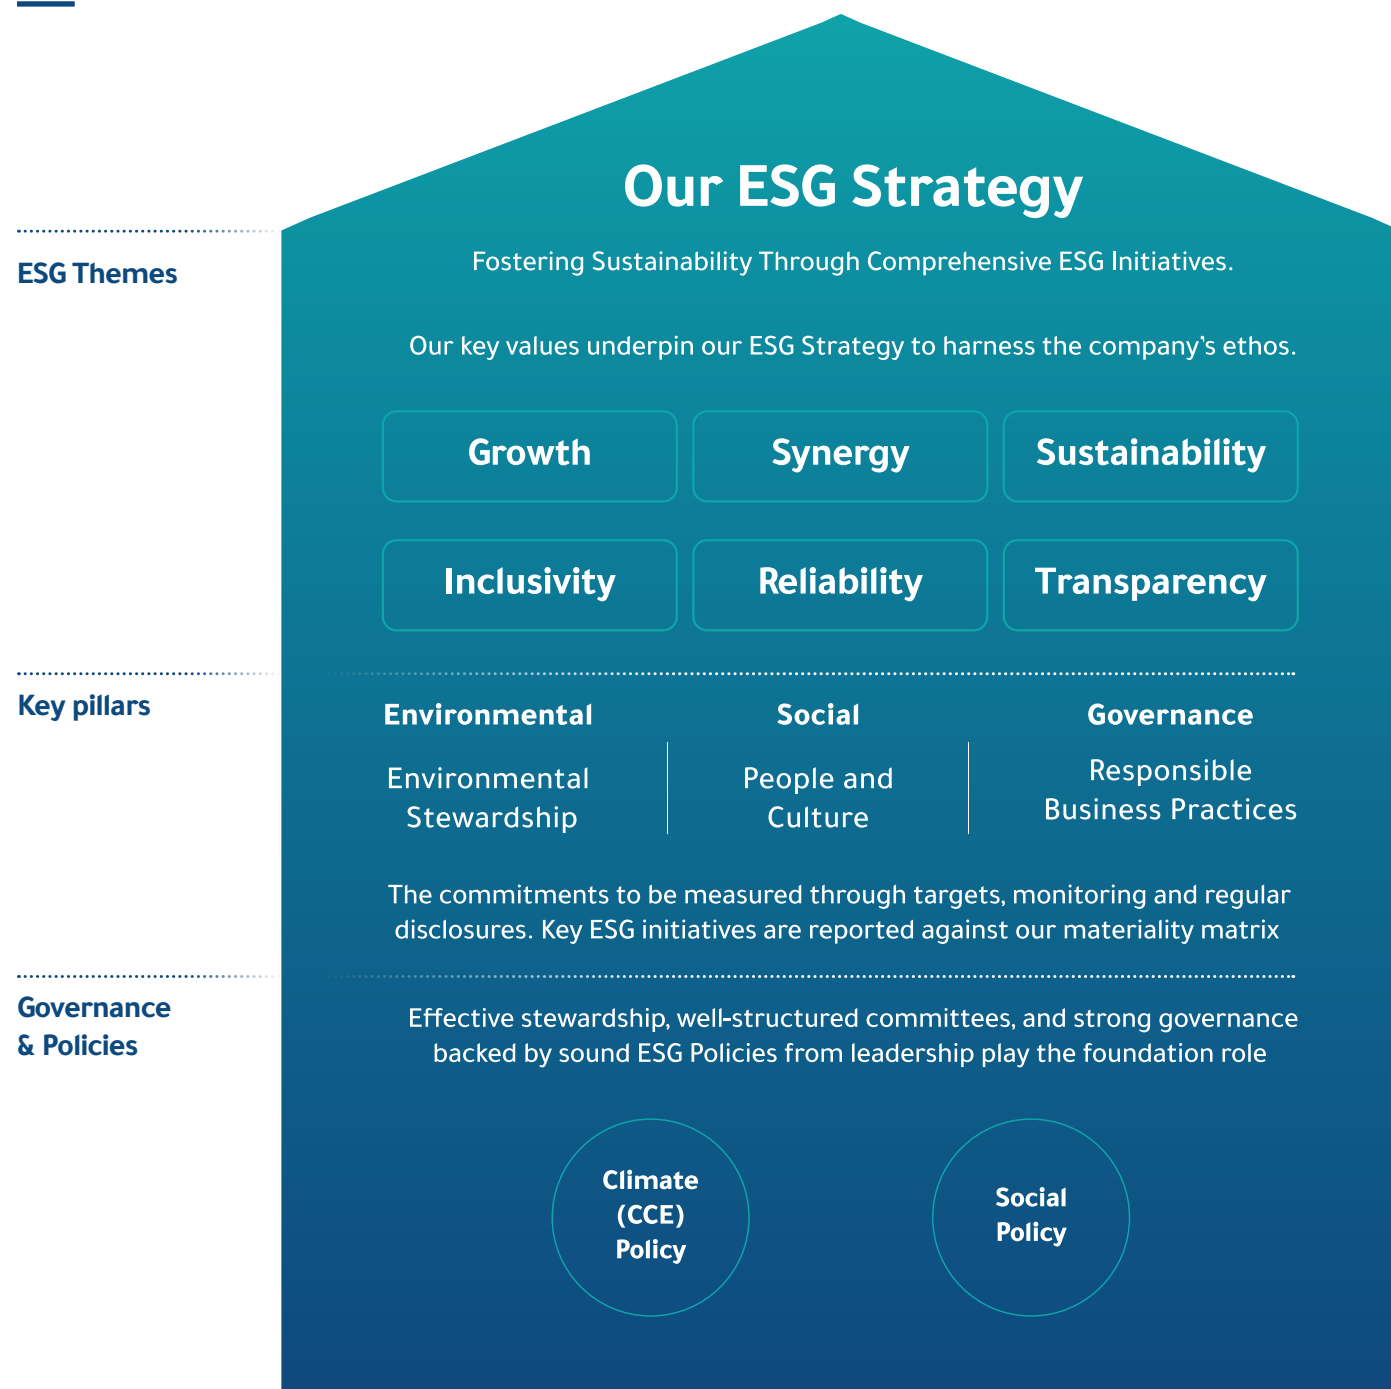 Our ESG Strategy
ESG Themes
Fostering Sustainability Through Comprehensive ESG Initiatives.
Our key values underpin our ESG Strategy to harness the company's ethos.
Growth
Synergy
Sustainability
Inclusivity
Reliability
Transparency
Key pillars
Environmental
Environmental
Stewardship
Social
People and
Culture
Governance
Responsible
Business Practices
The commitments to be measured through targets, monitoring and regular
disclosures. Key ESG initiatives are reported against our materiality matrix
Governance
& Policies
Effective stewardship, well-structured committees, and strong governance
backed by sound ESG Policies from leadership play the foundation role
Climate
(CCE)
Policy
Social
Policy